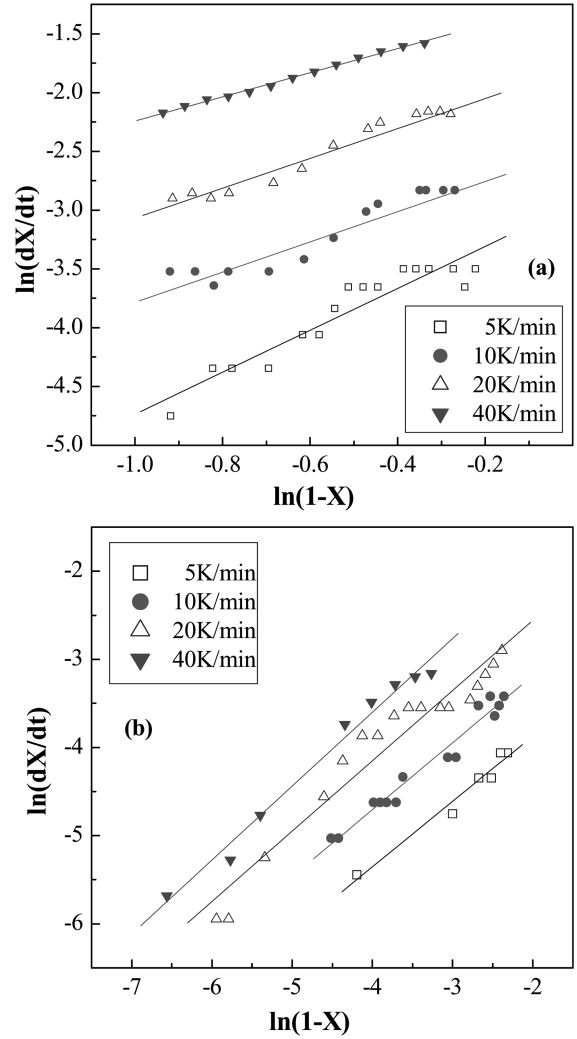 -1.5
-2.0
-2.5
-3.0
-3.5
-4.0
-4.5
-5.0
ln(dX/dt)
(a)
5K/min
10K/min
20K/min
40K/min
-1.0 -0.8 -0.6 -0.4 -0.2
ln(1-X)
-2
-3
-4
-5
-6
ln(dX/dt)
5K/min
10K/min
20K/min
40K/min
(b)
-7 -6 -5 -4 -3 -2
ln(1-X)